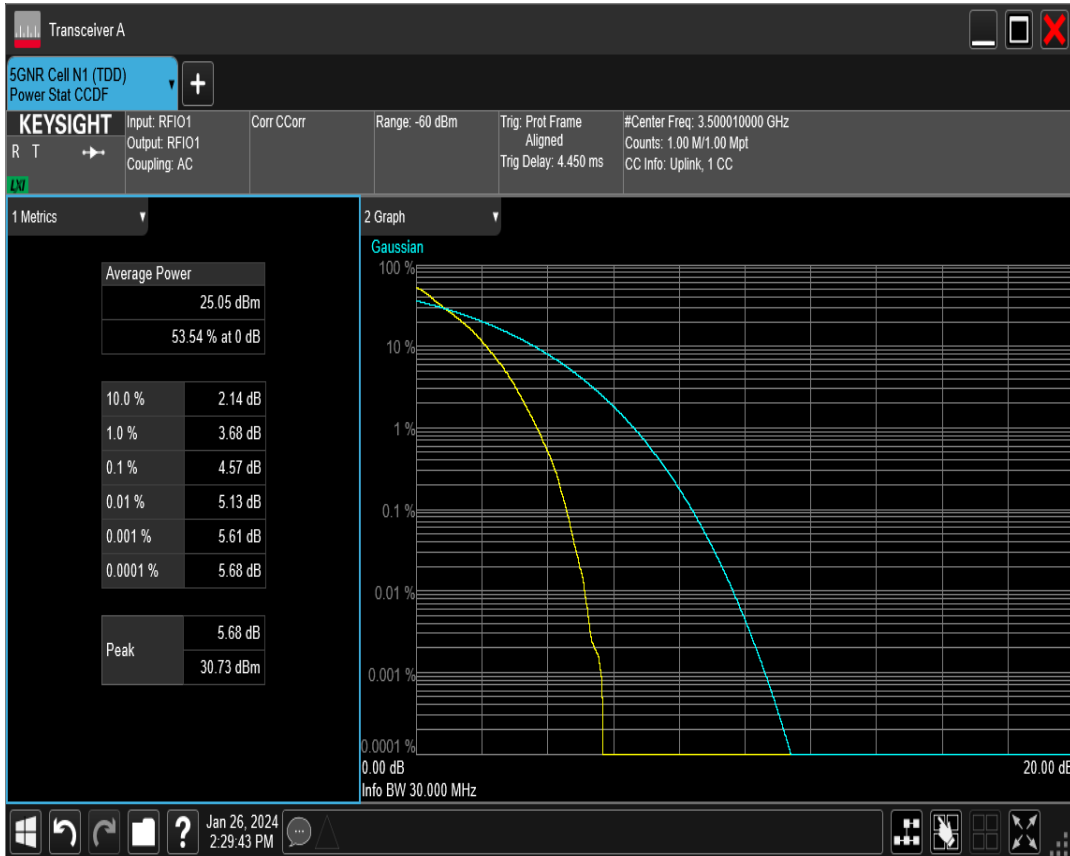 Transceiver A
5GNR Cell N1 (TDD)
Power Stat CCDF
KEYSIGHT
R T
LXI
Input: RFIO1
Output: RFIO1
Coupling: AC
Corr CCorr
Range: -60 dBm
Trig: Prot Frame
Aligned
Trig Delay: 4.450 ms
#Center Freq: 3.500010000 GHz
Counts: 1.00 M/1.00 Mpt
CC Info: Uplink, 1 CC
1 Metrics
Average Power
25.05 dBm
53.54 % at 0 dB
10.0 % 2.14 dB
1.0 % 3.68 dB
0.1 % 4.57 dB
0.01 % 5.13 dB
0.001 % 5.61 dB
0.0001 % 5.68 dB
Peak
5.68 dB
30.73 dBm
2 Graph
Gaussian
100 %
10 %
1 %
0.1 %
0.01 %
0.001 %
0.0001 %
0.00 dB 20.00 dB
Info BW 30.000 MHz
?
Jan 26, 2024
2:29:43 PM